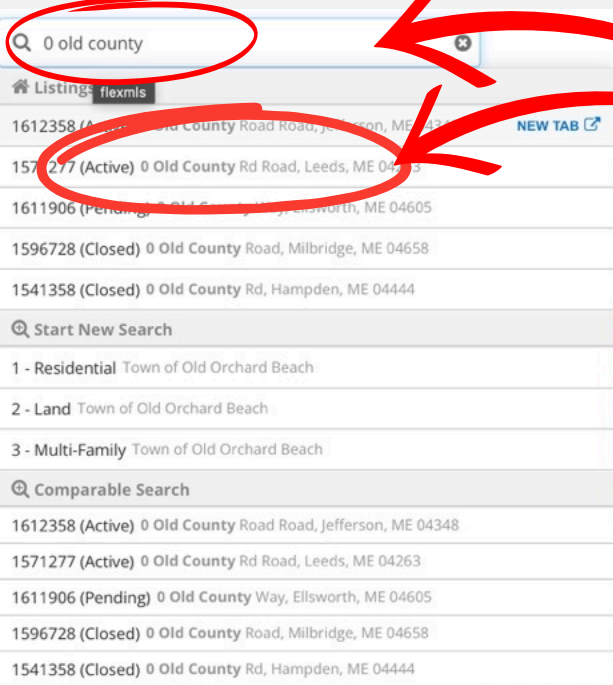 0 old county
Listings
flexmls
1612358 (A Old County Road Road, Jefferson, ME
NEW TAB
157 277 (Active) 0 Old County Rd Road, Leeds, ME 04
1611906 (Pending) 0 Old County Way, Ellsworth, ME 04605
1596728 (Closed) 0 Old County Road, Milbridge, ME 04658
1541358 (Closed) 0 Old County Rd, Hampden, ME 04444
Start New Search
1 - Residential Town of Old Orchard Beach
2 - Land Town of Old Orchard Beach
3 - Multi-Family Town of Old Orchard Beach
Comparable Search
1612358 (Active) 0 Old County Road Road, Jefferson, ME 04348
1571277 (Active) 0 Old County Rd Road, Leeds, ME 04263
1611906 (Pending) 0 Old County Way, Ellsworth, ME 04605
1596728 (Closed) 0 Old County Road, Milbridge, ME 04658
1541358 (Closed) 0 Old County Rd, Hampden, ME 04444